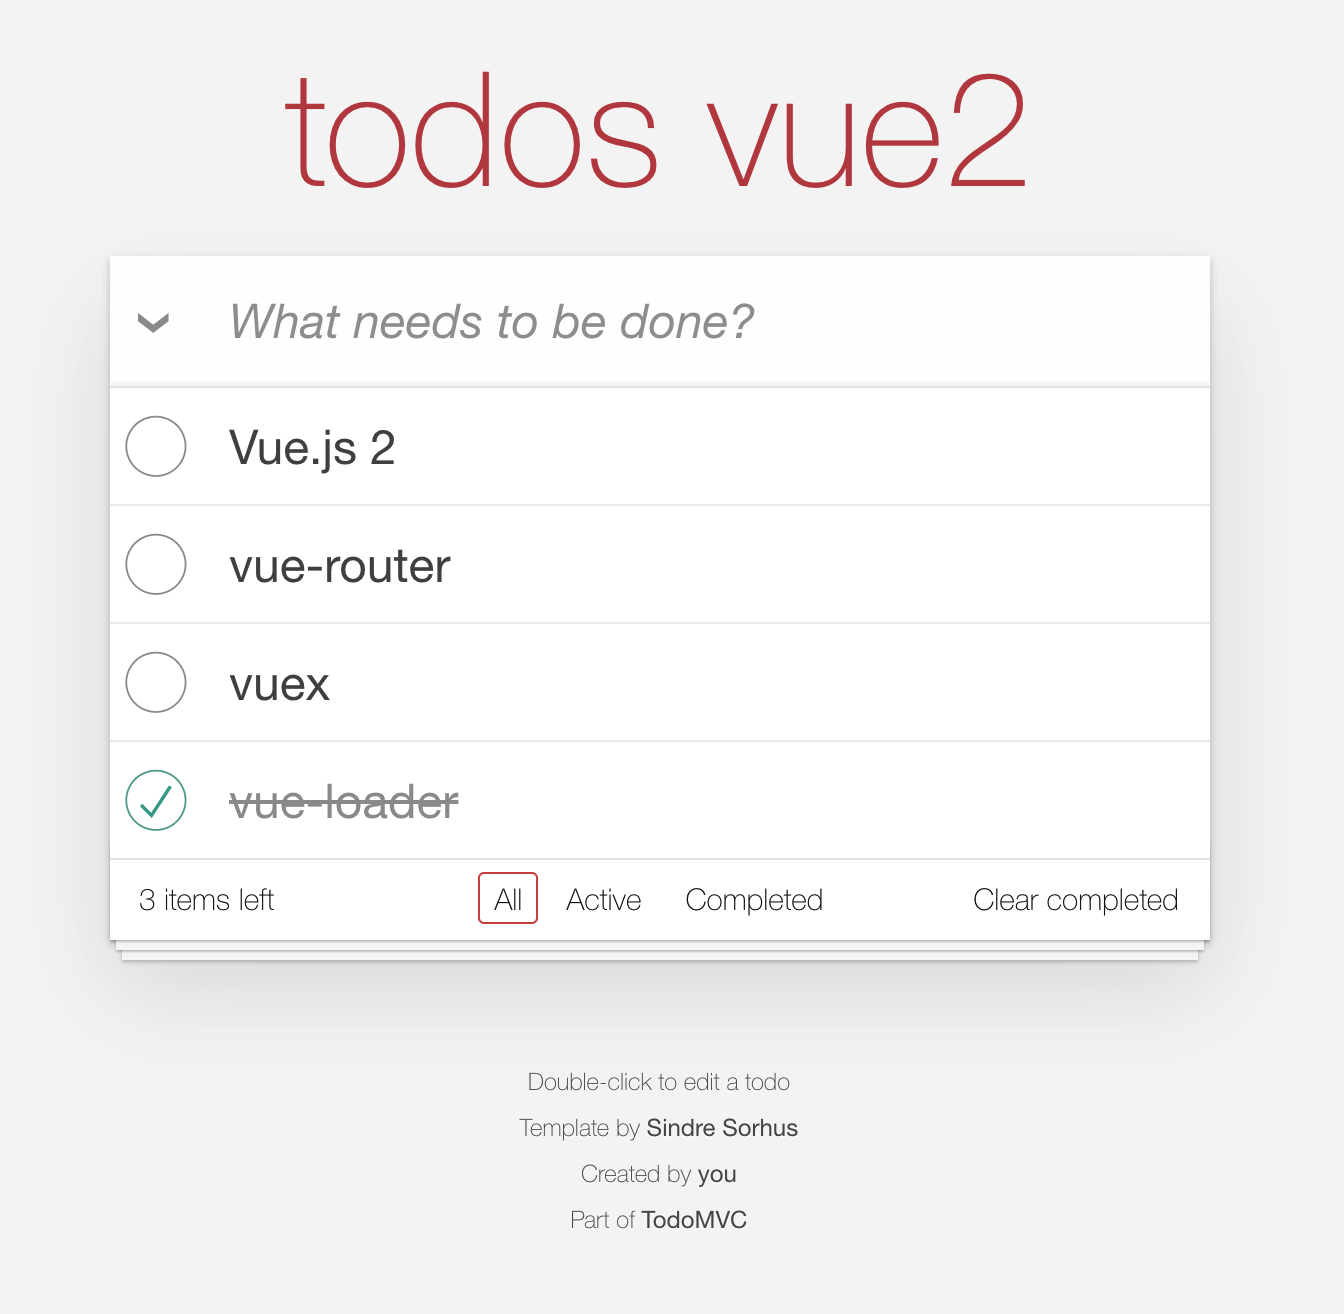 todos vue2
What needs to be done?
Vue.js 2
vue-router
vuex
vue-loader
3 items left All Active Completed Clear completed
Double-click to edit a todo
Template by Sindre Sorhus
Created by you
Part of TodoMVC